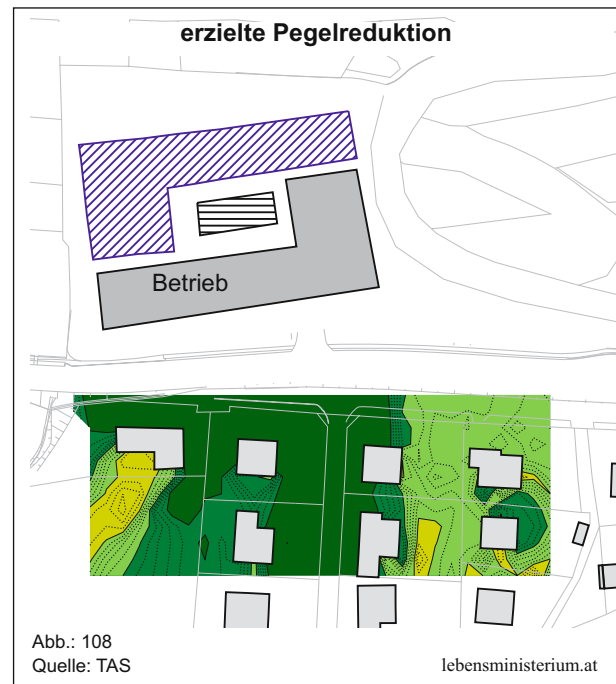 erzielte Pegelreduktion
Betrieb
Abb.: 108
Quelle: TAS
lebensministerium.at